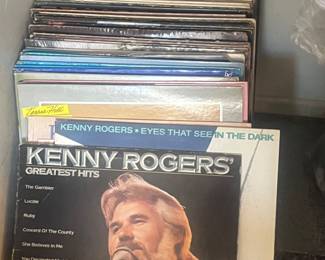 KENNY ROGERS ★ EYES THAT SEE IN THE DARK
KENNY ROGERS'
GREATEST HITS
The Gambler
Lucille
Ruby
Coward Of The County
She Believes In Me